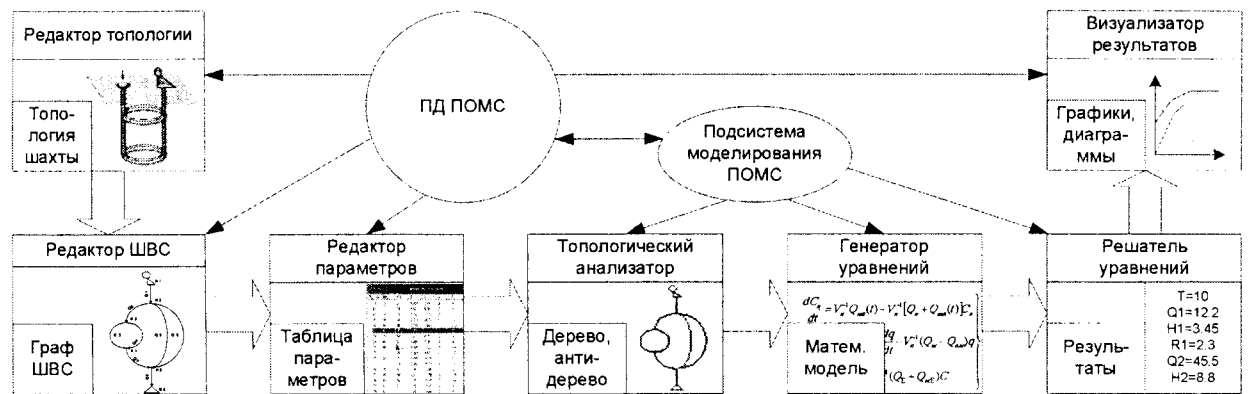 Редактор топологии
Топо-
логия
шахты
ПД ПОМС
Подсистема
моделирования
ПОМС
Визуализатор
результатов
Графики,
диагра-
ммы
Редактор ШВС
Граф
ШВС
Редактор
параметров
Таблица
пара-
метров
Топологический
анализатор
Дерево,
анти-
дерево
Генератор
уравнений
Матем.
модель
Решатель
уравнений
Резуль-
таты
T=10
Q1=12.2
H1=3.45
R1=2.3
Q2=45.5
H2=8.8